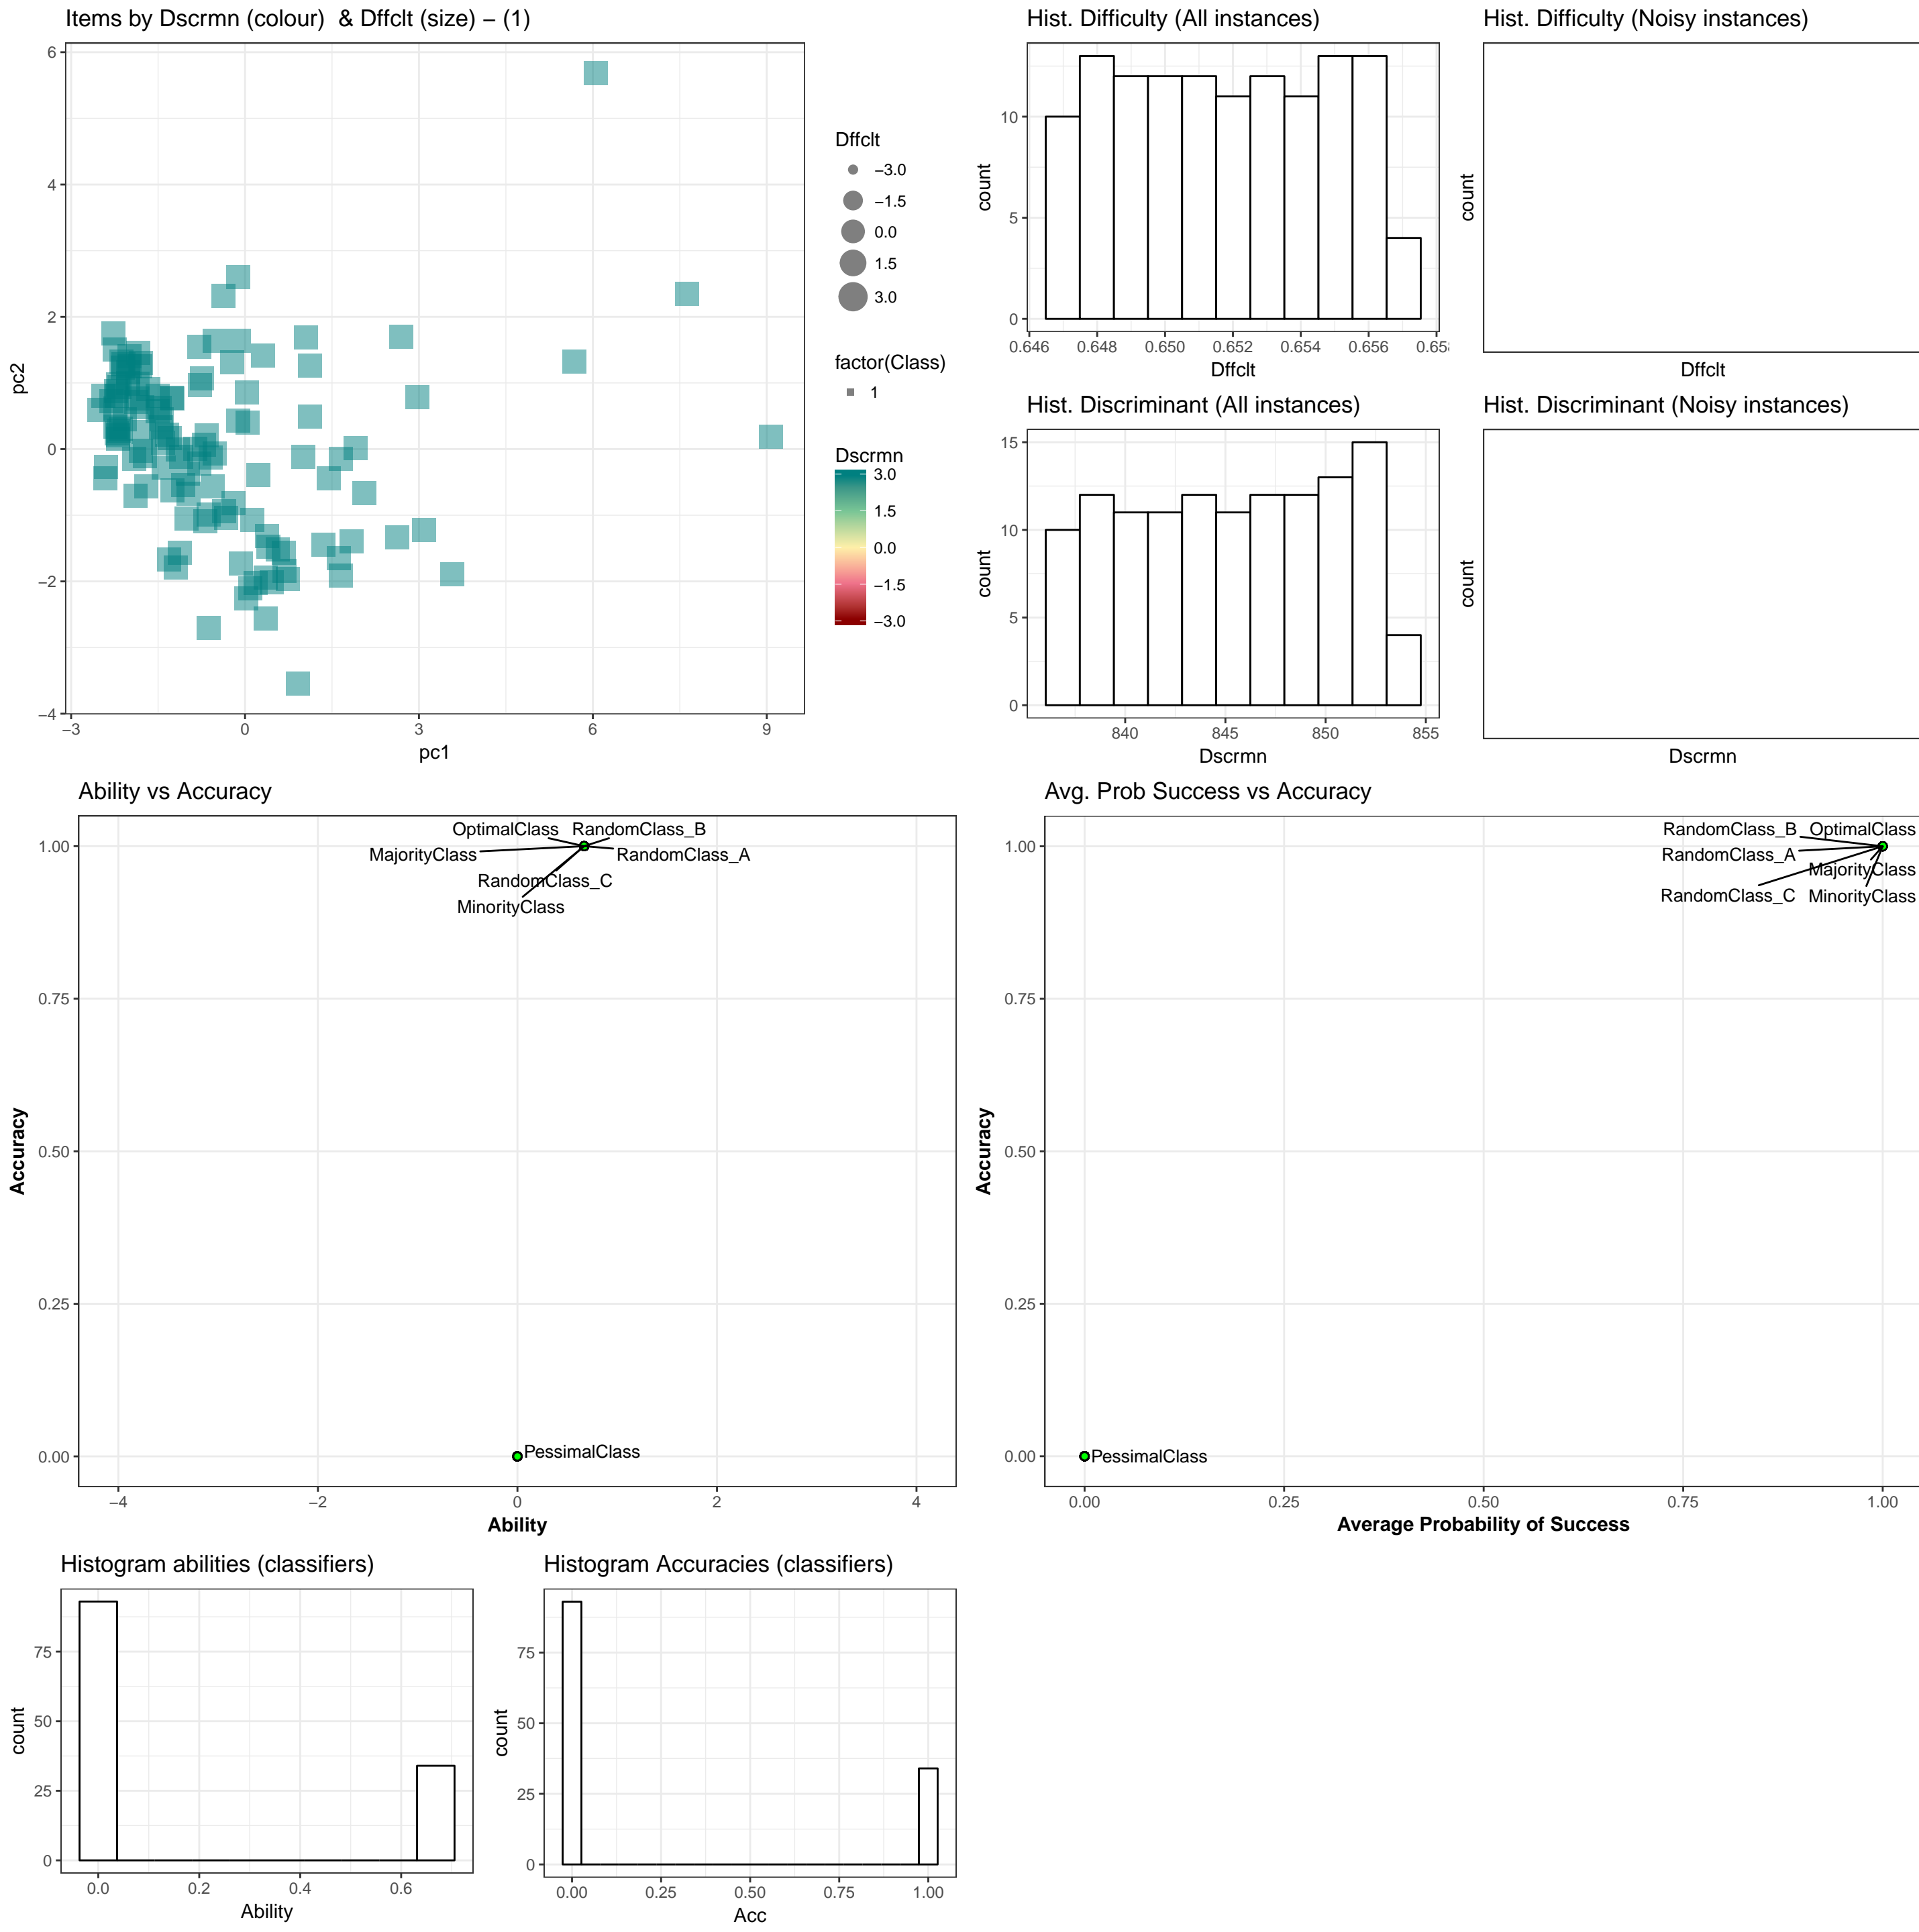 Items by Dscrmn (colour)  & Dffclt (size) − (1)
6
4
2
0
−2
−4
pc2
−3
0
3
6
9
pc1
Dffclt
−3.0
−1.5
0.0
1.5
3.0
factor(Class)
1
Dscrmn
3.0
1.5
0.0
−1.5
−3.0
Hist. Difficulty (All instances)
10
5
0
count
0.646
0.648
0.650
0.652
0.654
0.656
Dffclt
Hist. Difficulty (Noisy instances)
count
Dffclt
Hist. Discriminant (All instances)
15
10
5
0
count
840
845
850
855
Dscrmn
Hist. Discriminant (Noisy instances)
count
Dscrmn
Ability vs Accuracy
1.00
0.75
0.50
0.25
0.00
Accuracy
OptimalClass
RandomClass_B
MajorityClass
RandomClass_A
RandomClass_C
MinorityClass
PessimalClass
−4
−2
0
2
4
Ability
Avg. Prob Success vs Accuracy
1.00
0.75
0.50
0.25
0.00
Accuracy
RandomClass_B
OptimalClass
RandomClass_A
MajorityClass
RandomClass_C
MinorityClass
PessimalClass
0.00
0.25
0.50
0.75
1.00
Average Probability of Success
Histogram abilities (classifiers)
75
50
25
0
count
0.0
0.2
0.4
0.6
Ability
Histogram Accuracies (classifiers)
75
50
25
0
count
0.00
0.25
0.50
0.75
1.00
Acc